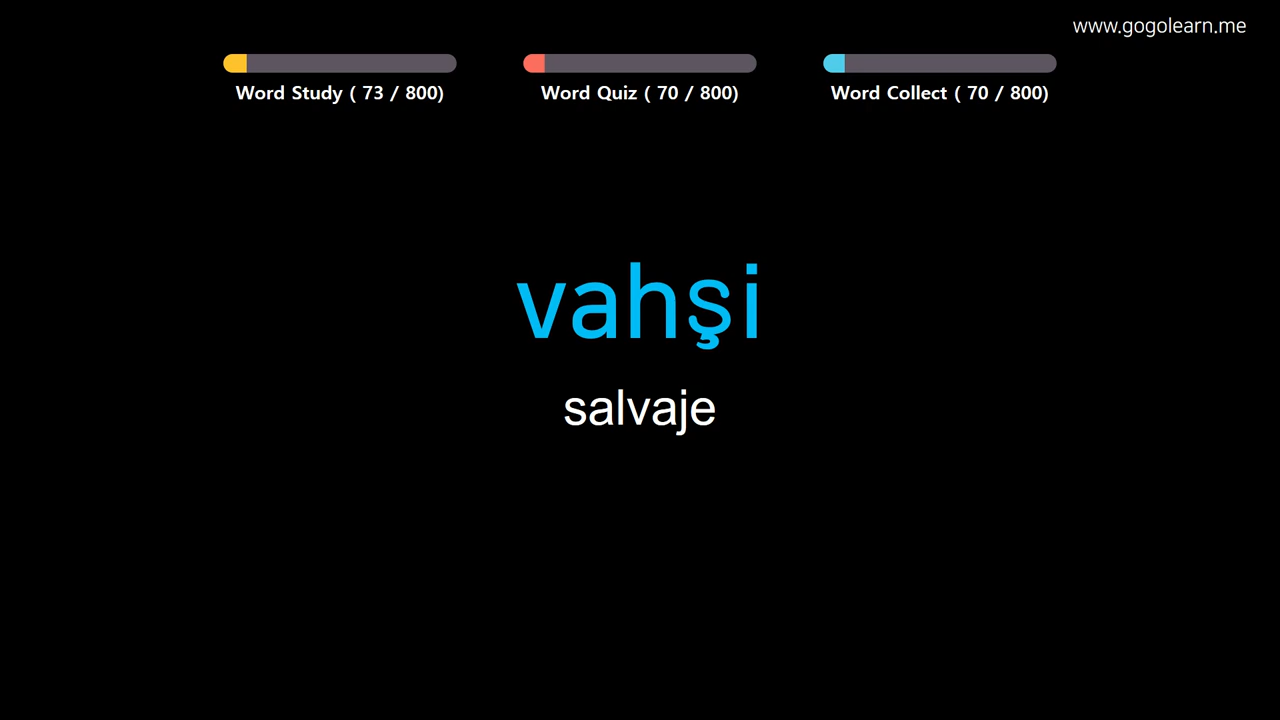 www.gogolearn.me
Word Study ( 73 / 800)
Word Quiz ( 70 / 800)
Word Collect ( 70 / 800)
vahşi
salvaje